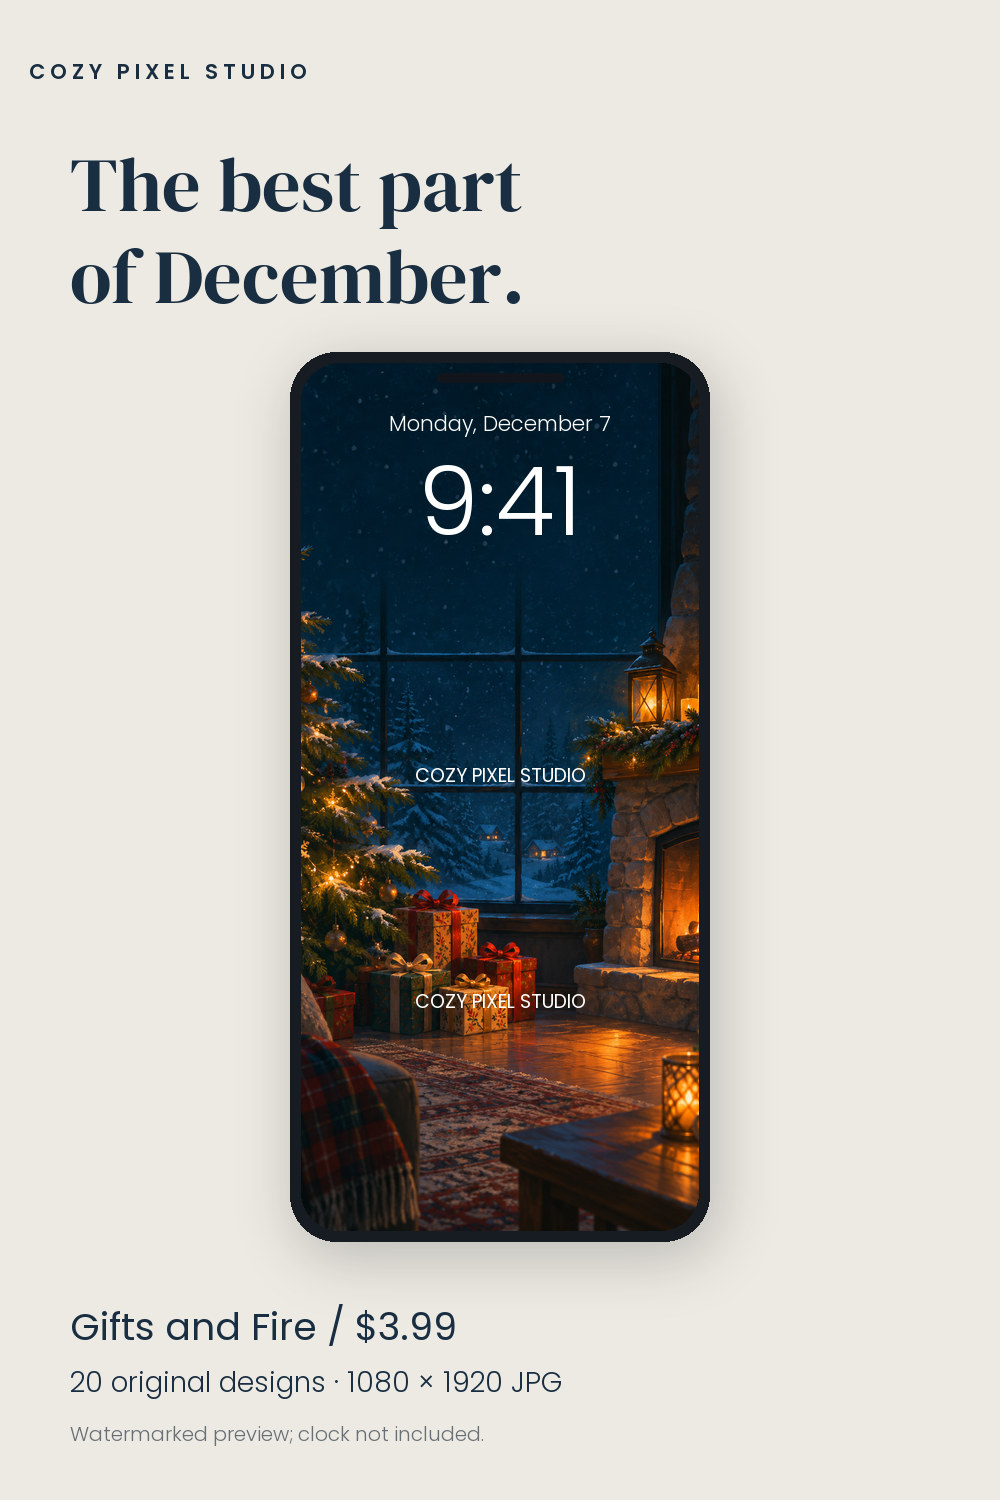 COZY PIXEL STUDIO
The best part
of December.
Monday, December 7
9:41
COZY PIXEL STUDIO
COZY PIXEL STUDIO
Gifts and Fire / $3.99
20 original designs · 1080 × 1920 JPG
Watermarked preview; clock not included.